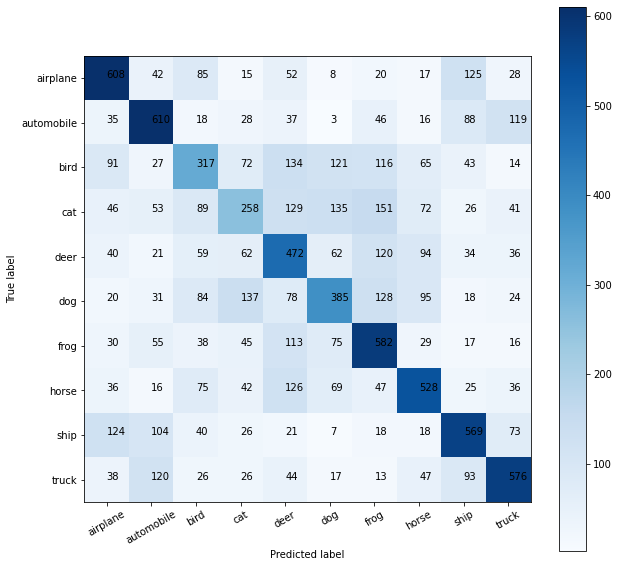 600
airplane 608 42 85 15 52 8 20 17 125 28
automobile 35 610 18 28 37 3 46 16 88 119
500
bird 91 27 317 72 134 121 116 65 43 14
400
cat 46 53 89 129 258 135 151 72 26 41
deer 40 21 59 62 472 62 120 94 34 36
300
dog 20 31 84 137 78 385 128 95 18 24
frog 30 55 38 45 113 75 582 29 17 16
200
horse 36 16 75 42 126 69 47 528 25 36
ship 124 104 40 26 21 7 18 18 569 73
100
truck 38 120 26 26 44 17 13 47 93 576
airplane automobile bird cat deer dog frog horse ship truck
True label
Predicted label